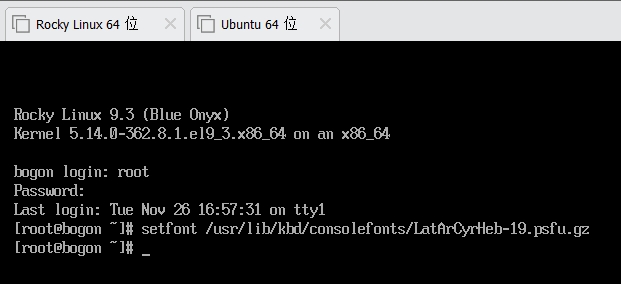 Rocky Linux 64 位 Ubuntu 64 位
Rocky Linux 9.3 (Blue Onyx)
Kernel 5.14.0-362.8.1.el9_3.x86_64 on an x86_64
bogon login: root
Password:
Last login: Tue Nov 26 16:57:31 on tty1
[root@bogon ~]# setfont /usr/lib/kbd/consolefonts/LatArCyrHeb-19.psfu.gz
[root@bogon ~]# _